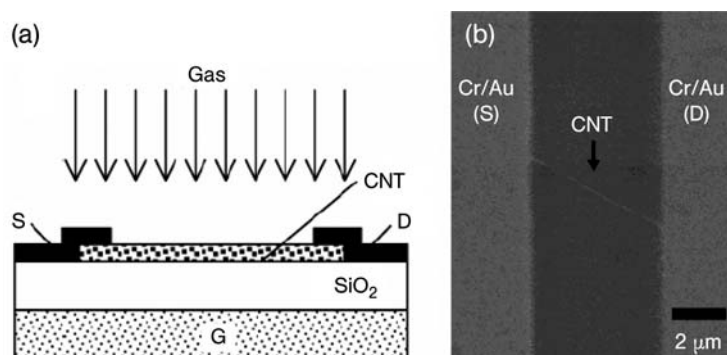 (a)
Gas
CNT
S
D
SiO₂
G
(b)
Cr/Au
(S)
Cr/Au
(D)
CNT
2 μm